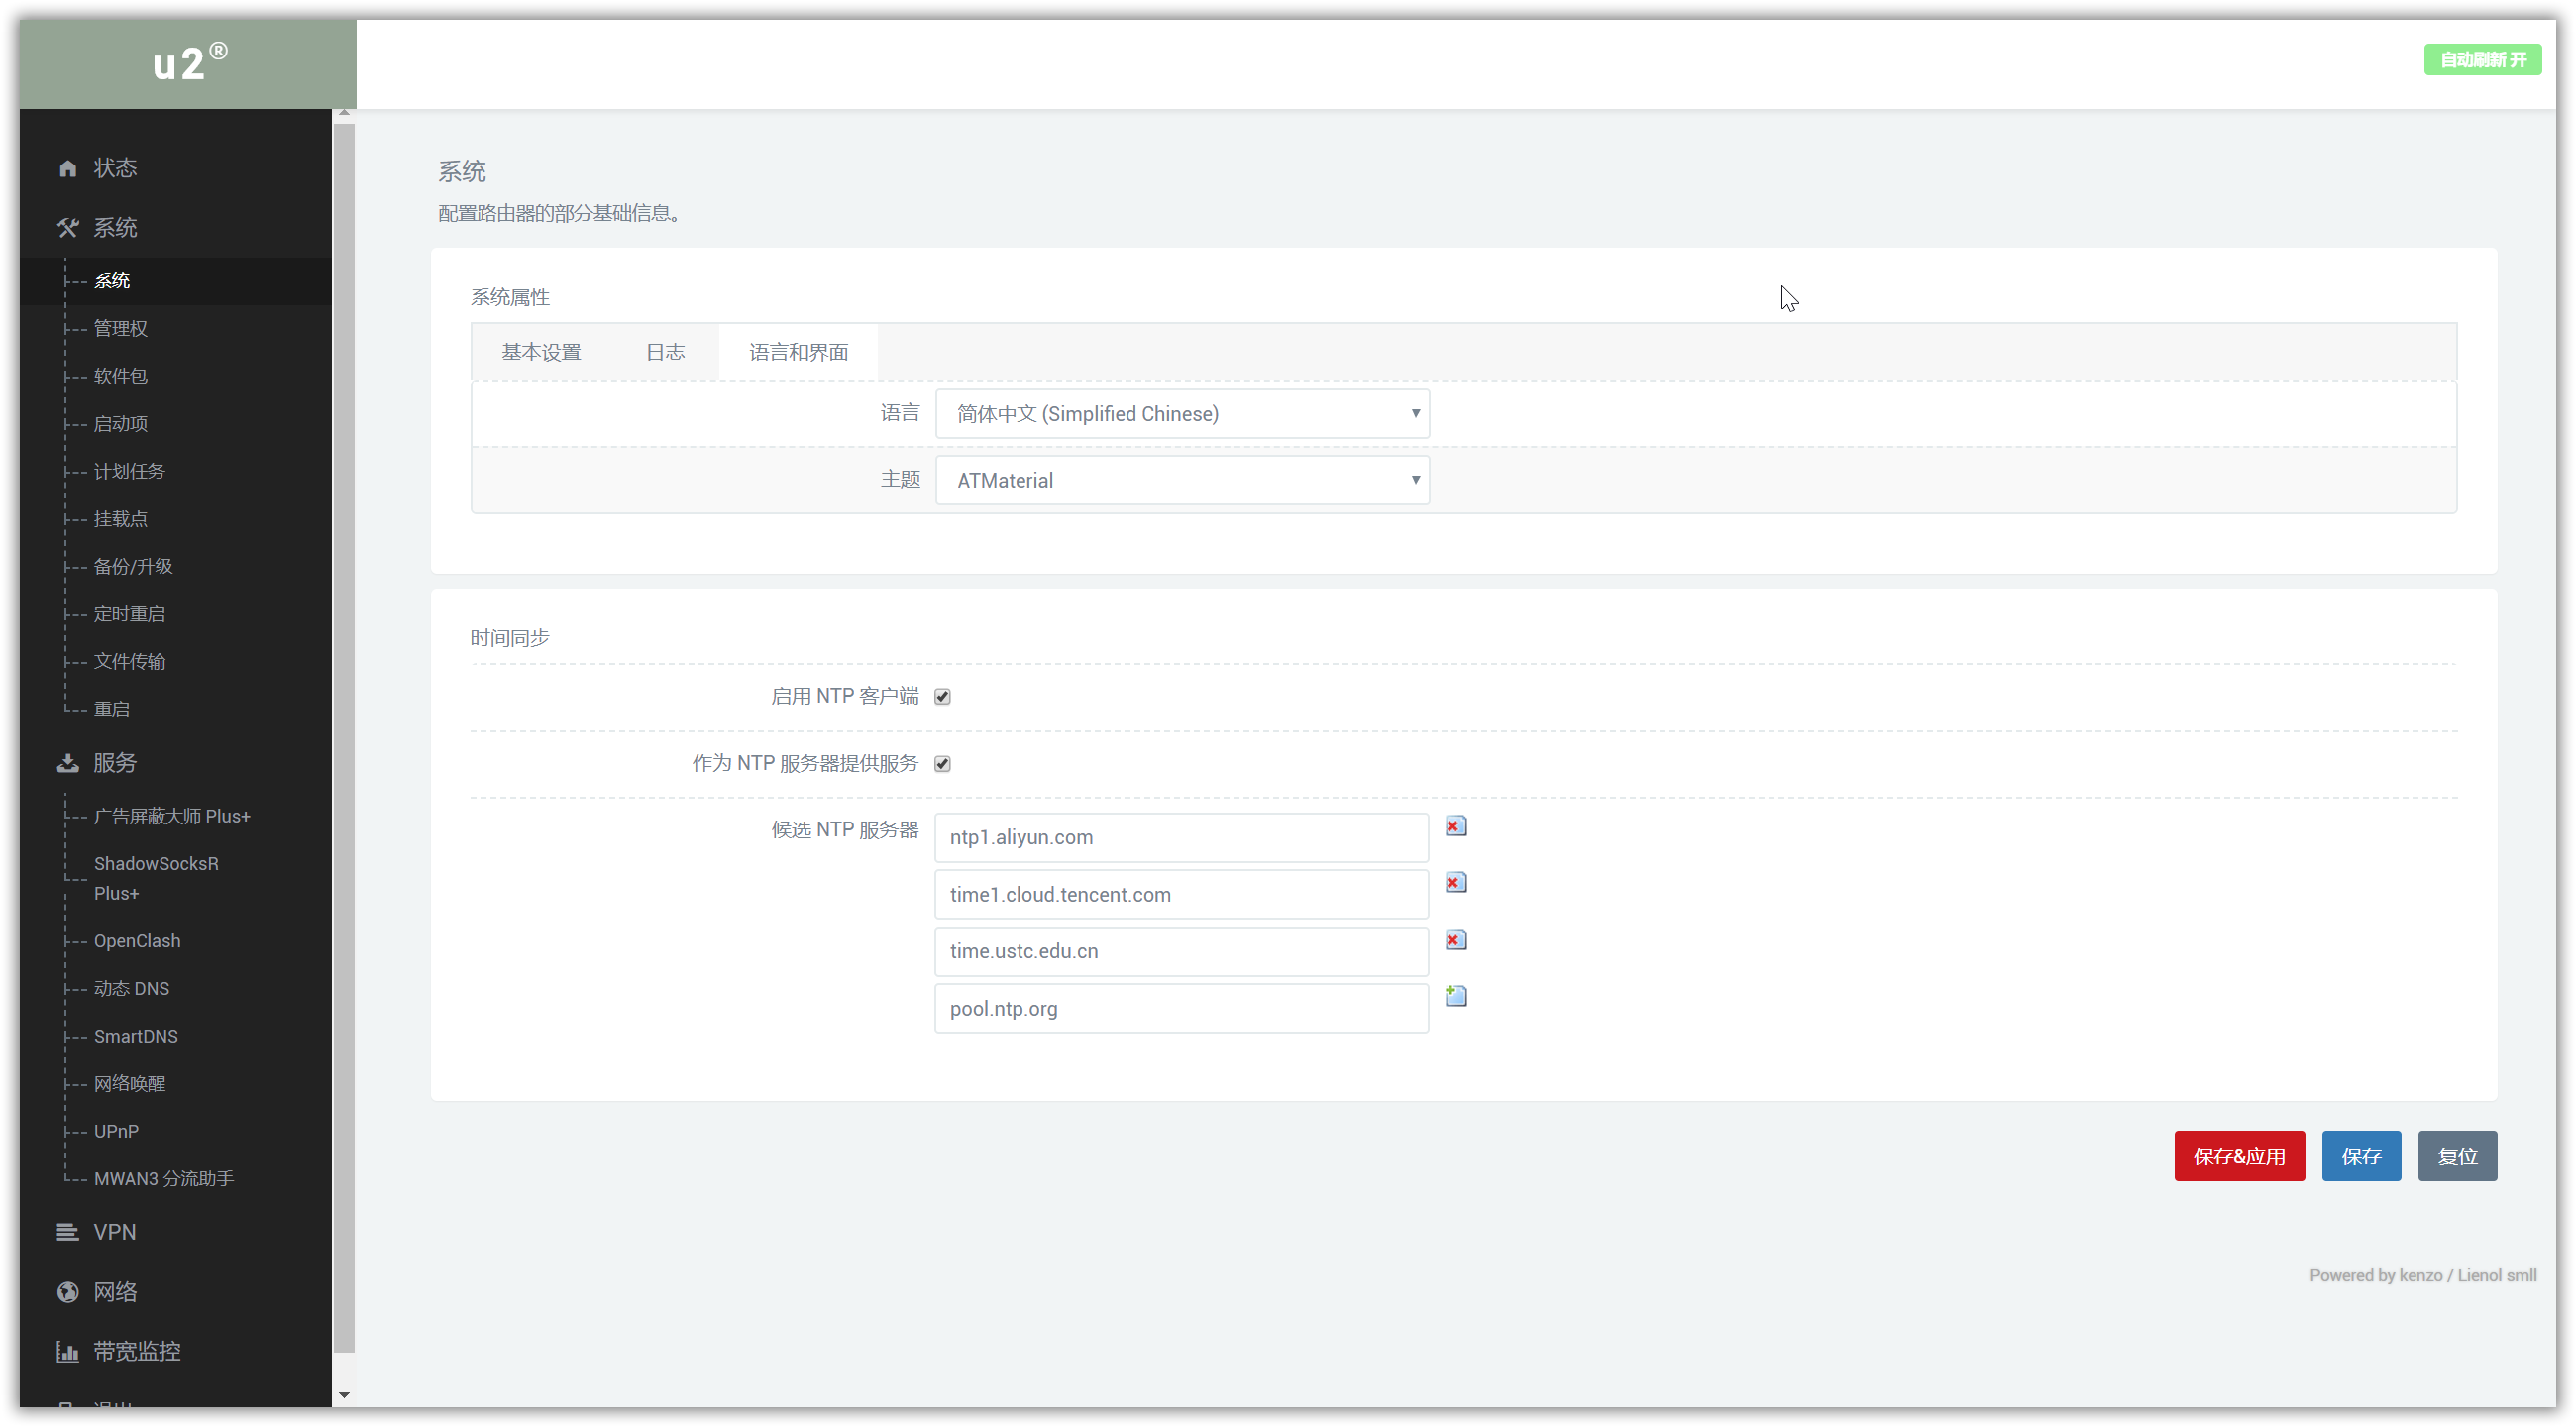 u2®
自动刷新 开
状态
系统
系统
管理权
软件包
启动项
计划任务
挂载点
备份/升级
定时重启
文件传输
重启
服务
广告屏蔽大师 Plus+
ShadowSocksR
Plus+
OpenClash
动态 DNS
SmartDNS
网络唤醒
UPnP
MWAN3 分流助手
VPN
网络
带宽监控
系统
配置路由器的部分基础信息。
系统属性
基本设置 日志 语言和界面
语言 简体中文 (Simplified Chinese)
主题 ATMaterial
时间同步
启用 NTP 客户端
作为 NTP 服务器提供服务
候选 NTP 服务器 ntp1.aliyun.com
time1.cloud.tencent.com
time.ustc.edu.cn
pool.ntp.org
保存&应用 保存 复位
Powered by kenzo / Lienol smll